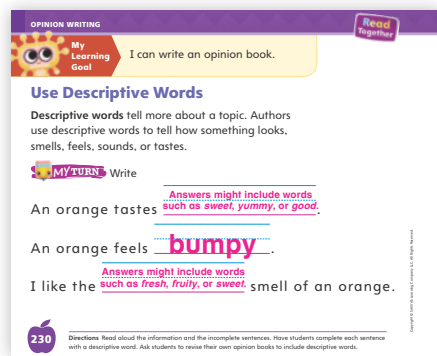 OPINION WRITING
Read Together
My Learning Goal
I can write an opinion book.
Use Descriptive Words
Descriptive words tell more about a topic. Authors
use descriptive words to tell how something looks,
smells, feels, sounds, or tastes.
MY TURN Write
Answers might include words
An orange tastes such as sweet, yummy, or good.
An orange feels bumpy.
Answers might include words
I like the such as fresh, fruity, or sweet. smell of an orange.
230
Directions Read aloud the information and the incomplete sentences. Have students complete each sentence
with a descriptive word. Ask students to revise their own opinion books to include descriptive words.